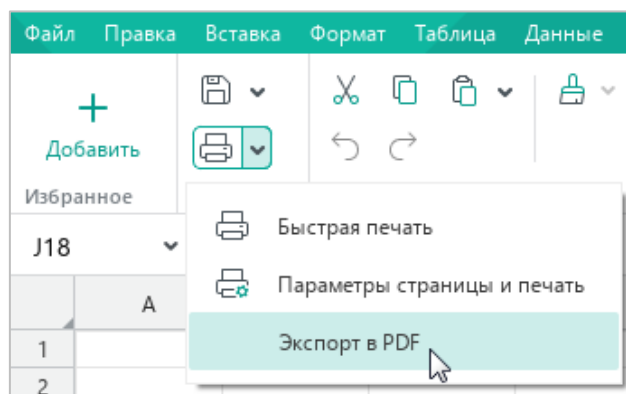 Файл Правка Вставка Формат Таблица Данные
Добавить
Избранное
J18
Быстрая печать
Параметры страницы и печать
Экспорт в PDF
A
1
2